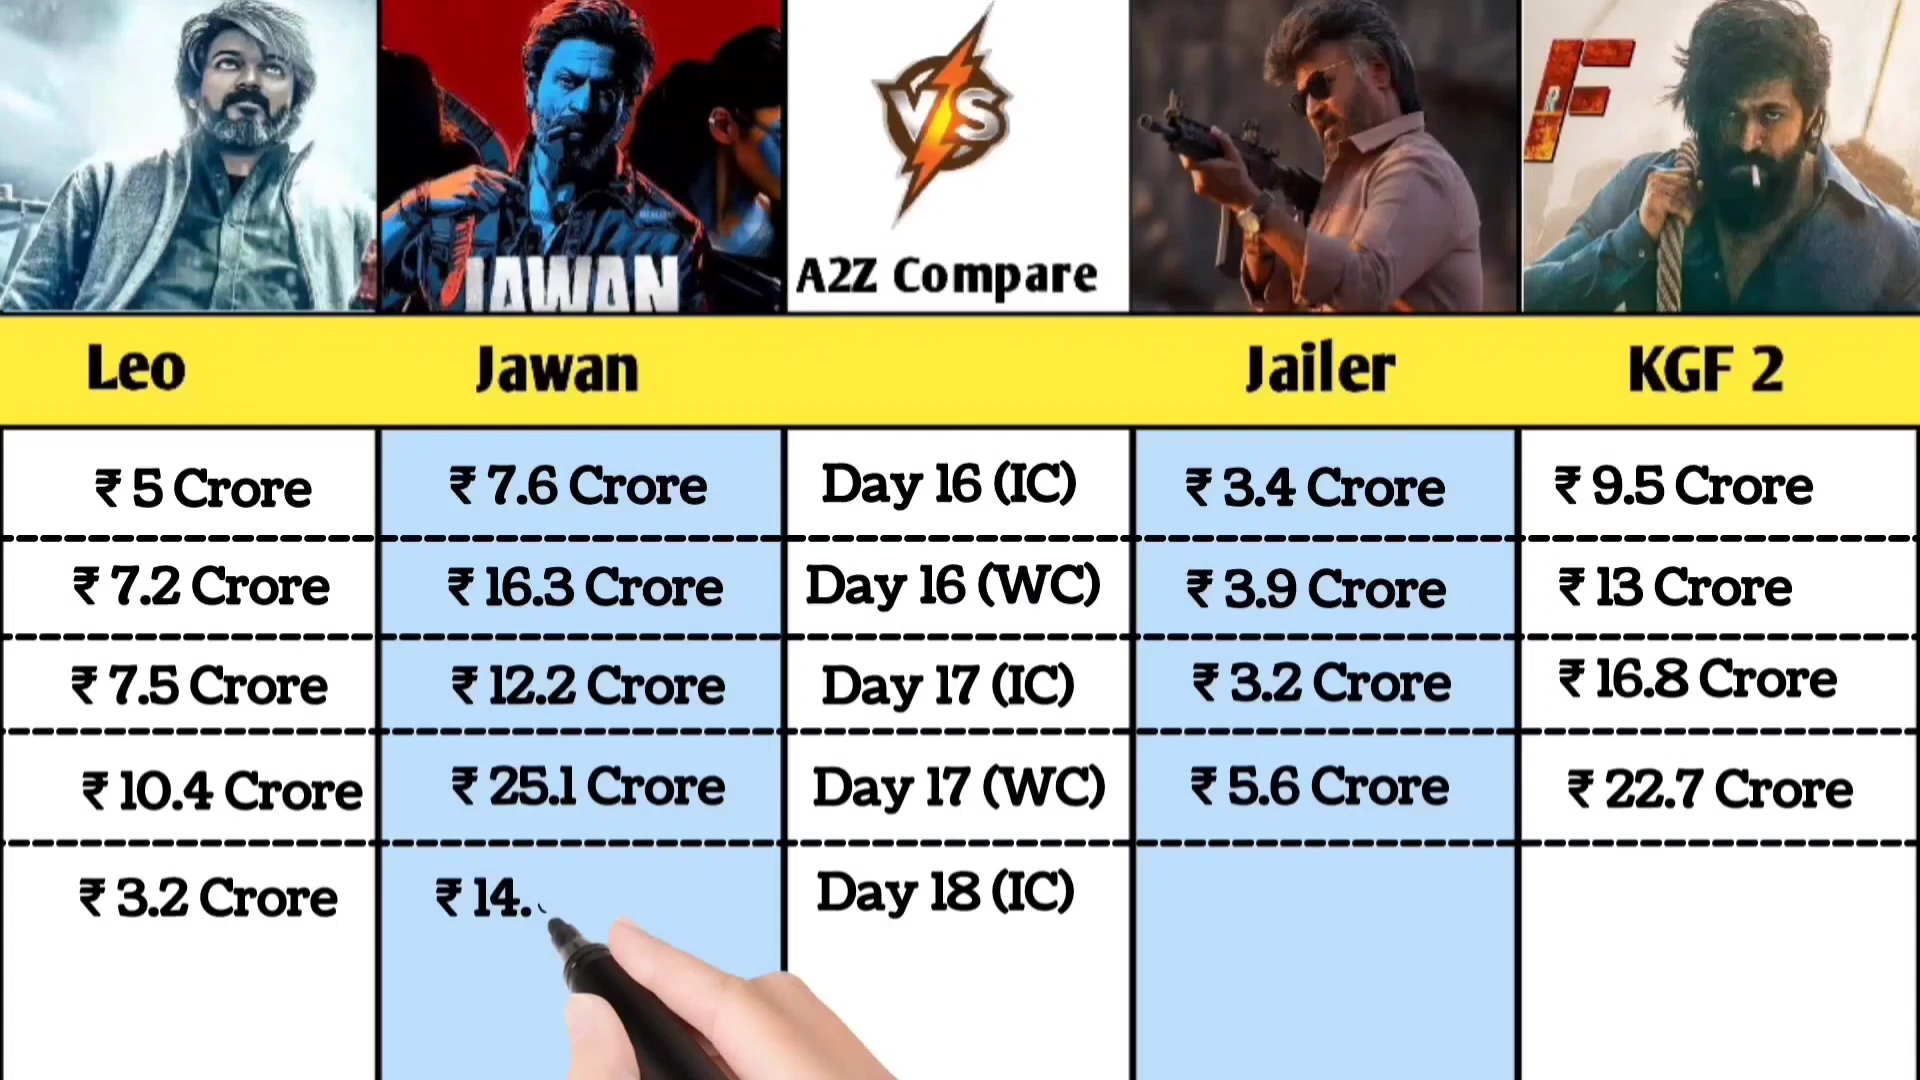 VS
A2Z Compare
JAWAN
F
Leo Jawan Jailer KGF 2
₹ 5 Crore ₹ 7.6 Crore Day 16 (IC) ₹ 3.4 Crore ₹ 9.5 Crore
₹ 7.2 Crore ₹ 16.3 Crore Day 16 (WC) ₹ 3.9 Crore ₹ 13 Crore
₹ 7.5 Crore ₹ 12.2 Crore Day 17 (IC) ₹ 3.2 Crore ₹ 16.8 Crore
₹ 10.4 Crore ₹ 25.1 Crore Day 17 (WC) ₹ 5.6 Crore ₹ 22.7 Crore
₹ 3.2 Crore ₹ 14. Day 18 (IC)